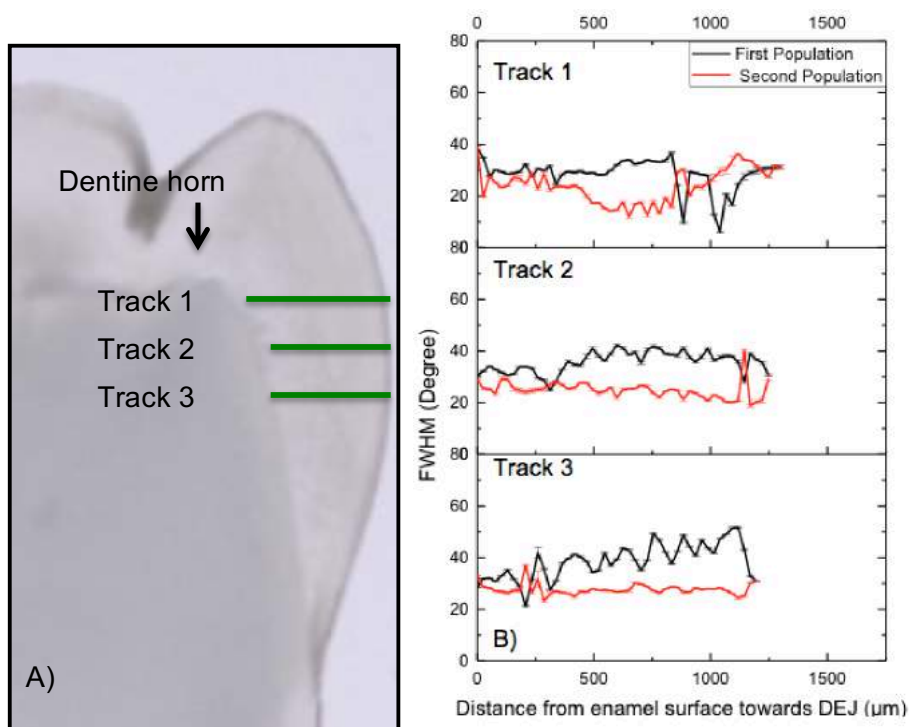 Dentine horn
Track 1
Track 2
Track 3
A)
0 500 1000 1500
First Population
Second Population
Track 1
80
60
40
20
80
Track 2
60
40
20
80
Track 3
60
40
20
0
B)
FWHM (Degree)
0 500 1000 1500
Distance from enamel surface towards DEJ (μm)